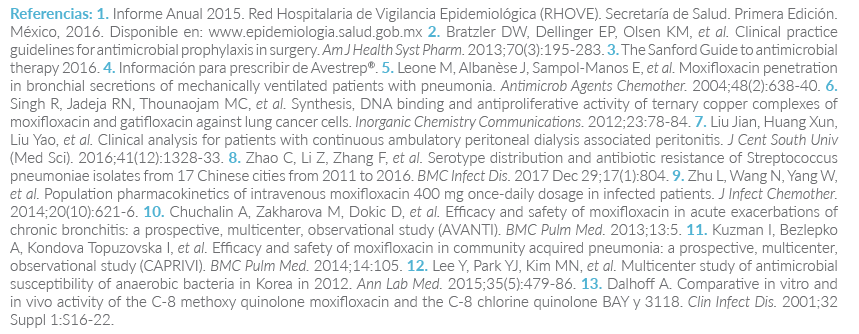 Referencias: 1. Informe Anual 2015. Red Hospitalaria de Vigilancia Epidemiológica (RHOVE). Secretaría de Salud. Primera Edición.
México, 2016. Disponible en: www.epidemiologia.salud.gob.mx 2. Bratzler DW, Dellinger EP, Olsen KM, et al. Clinical practice
guidelines for antimicrobial prophylaxis in surgery. Am J Health Syst Pharm. 2013;70(3):195-283. 3. The Sanford Guide to antimicrobial
therapy 2016. 4. Información para prescribir de Avestrep®. 5. Leone M, Albanèse J, Sampol-Manos E, et al. Moxifloxacin penetration
in bronchial secretions of mechanically ventilated patients with pneumonia. Antimicrob Agents Chemother. 2004;48(2):638-40. 6.
Singh R, Jadeja RN, Thounaojam MC, et al. Synthesis, DNA binding and antiproliferative activity of ternary copper complexes of
moxifloxacin and gatifloxacin against lung cancer cells. Inorganic Chemistry Communications. 2012;23:78-84. 7. Liu Jian, Huang Xun,
Liu Yao, et al. Clinical analysis for patients with continuous ambulatory peritoneal dialysis associated peritonitis. J Cent South Univ
(Med Sci). 2016;41(12):1328-33. 8. Zhao C, Li Z, Zhang F, et al. Serotype distribution and antibiotic resistance of Streptococcus
pneumoniae isolates from 17 Chinese cities from 2011 to 2016. BMC Infect Dis. 2017 Dec 29;17(1):804. 9. Zhu L, Wang N, Yang W,
et al. Population pharmacokinetics of intravenous moxifloxacin 400 mg once-daily dosage in infected patients. J Infect Chemother.
2014;20(10):621-6. 10. Chuchalin A, Zakharova M, Dokic D, et al. Efficacy and safety of moxifloxacin in acute exacerbations of
chronic bronchitis: a prospective, multicenter, observational study (AVANTI). BMC Pulm Med. 2013;13:5. 11. Kuzman I, Bezlepko
A, Kondova Topuzovska I, et al. Efficacy and safety of moxifloxacin in community acquired pneumonia: a prospective, multicenter,
observational study (CAPRIVI). BMC Pulm Med. 2014;14:105. 12. Lee Y, Park YJ, Kim MN, et al. Multicenter study of antimicrobial
susceptibility of anaerobic bacteria in Korea in 2012. Ann Lab Med. 2015;35(5):479-86. 13. Dalhoff A. Comparative in vitro and
in vivo activity of the C-8 methoxy quinolone moxifloxacin and the C-8 chlorine quinolone BAY y 3118. Clin Infect Dis. 2001;32
Suppl 1:S16-22.